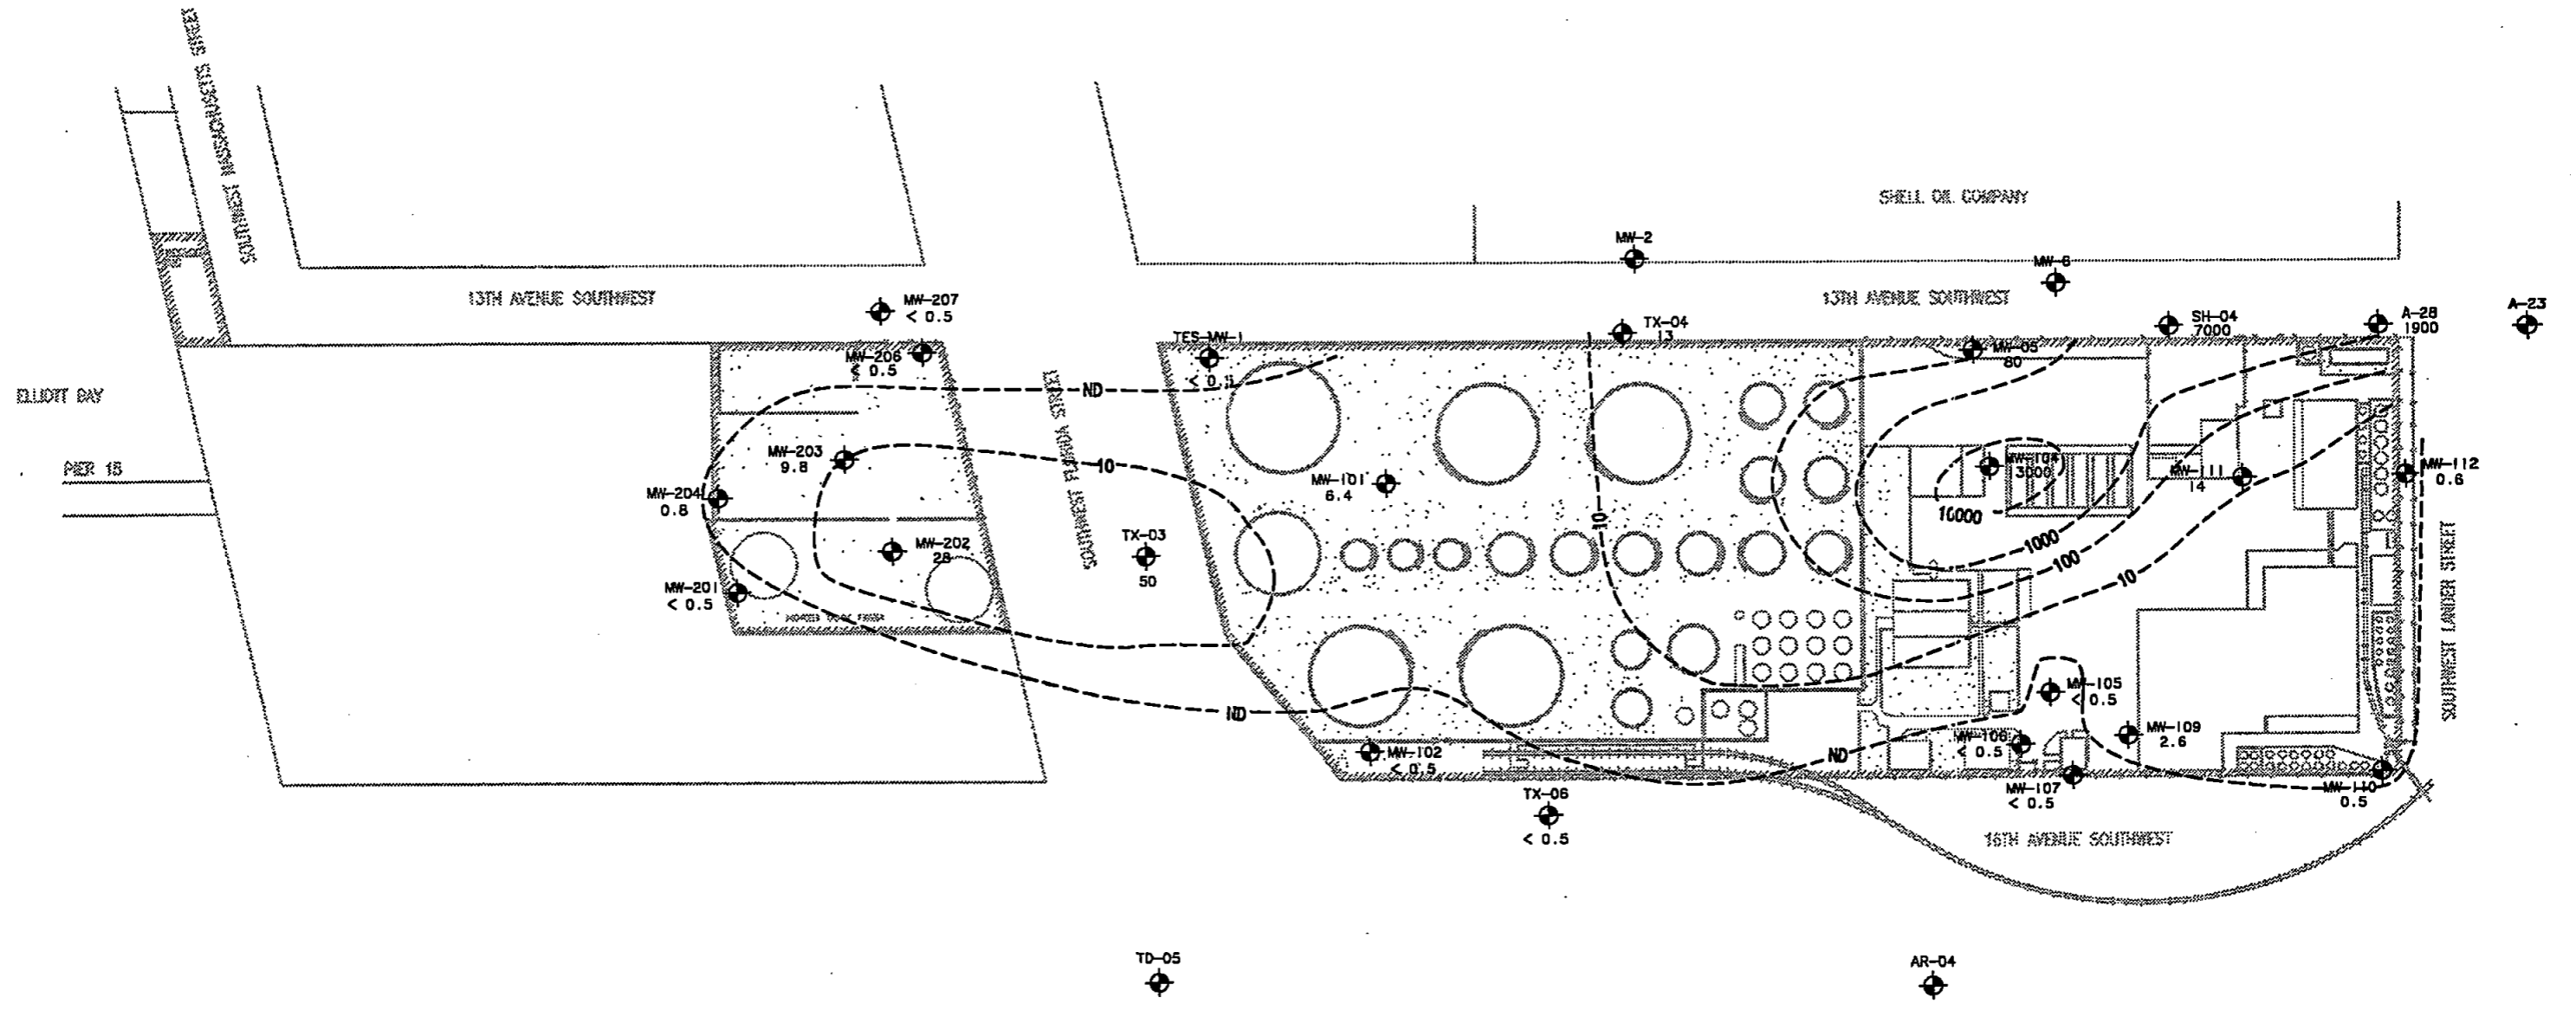 SOUTHWEST MASSACHUSETTS STREET
SHELL OIL COMPANY
MW-2
MW-6
13TH AVENUE SOUTHWEST
13TH AVENUE SOUTHWEST
MW-207
< 0.5
A-23
SH-04
7000
A-28
1900
TX-04
13
TES-MW-1
< 0.5
MW-206
< 0.5
MW-05
80
ELLIOTT BAY
ND
SOUTHWEST FLORIDA STREET
MW-203
9.8
10
PIER 15
MW-101
6.4
MW-104
13000
MW-111
14
MW-112
0.6
MW-204
0.8
10000
10
TX-03
50
MW-202
28
1000
100
10
MW-201
< 0.5
SOUTHWEST LANDER STREET
ND
MW-105
< 0.5
MW-109
2.6
MW-106
< 0.5
ND
MW-102
< 0.5
MW-107
< 0.5
MW-110
0.5
TX-06
< 0.5
16TH AVENUE SOUTHWEST
TD-05
AR-04